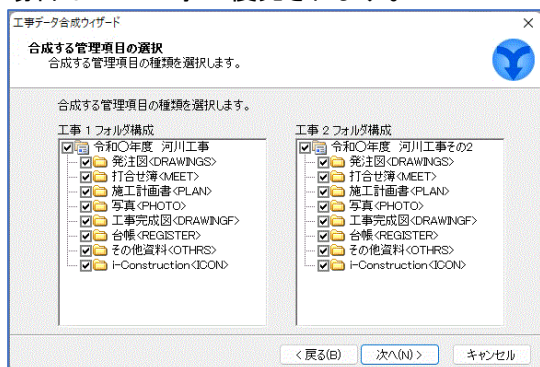 工事データ合成ウィザード
合成する管理項目の選択
合成する管理項目の種類を選択します。
合成する管理項目の種類を選択します。
工事 1 フォルダ構成
令和○年度 河川工事
発注図<DRAWINGS>
打合せ簿<MEET>
施工計画書<PLAN>
写真<PHOTO>
工事完成図<DRAWINGF>
台帳<REGISTER>
その他資料<OTHRS>
i-Construction<ICON>
工事 2 フォルダ構成
令和○年度 河川工事その2
発注図<DRAWINGS>
打合せ簿<MEET>
施工計画書<PLAN>
写真<PHOTO>
工事完成図<DRAWINGF>
台帳<REGISTER>
その他資料<OTHRS>
i-Construction<ICON>
< 戻る(B)
次へ(N) >
キャンセル